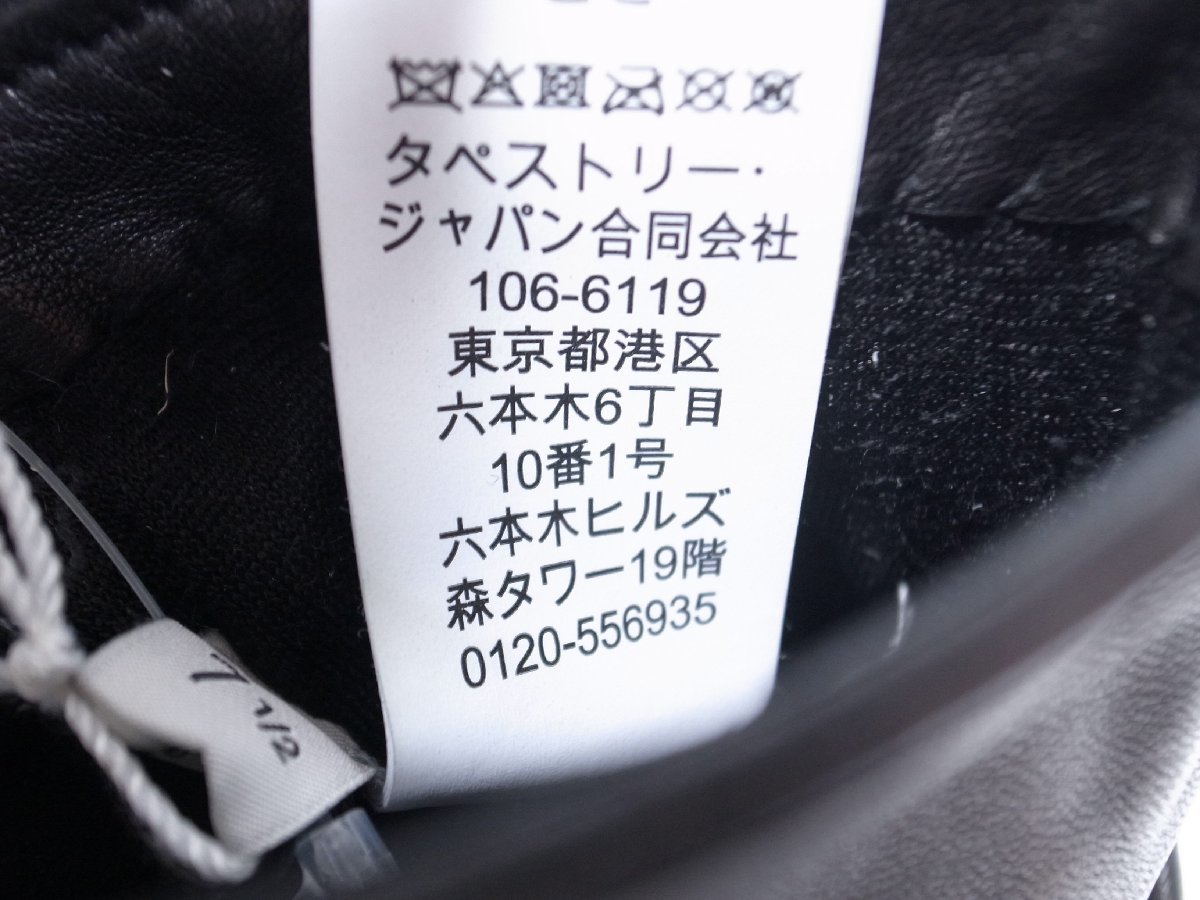 タペストリー・
ジャパン合同会社
106-6119
東京都港区
六本木6丁目
10番1号
六本木ヒルズ
森タワー19階
0120-556935
7 1/2